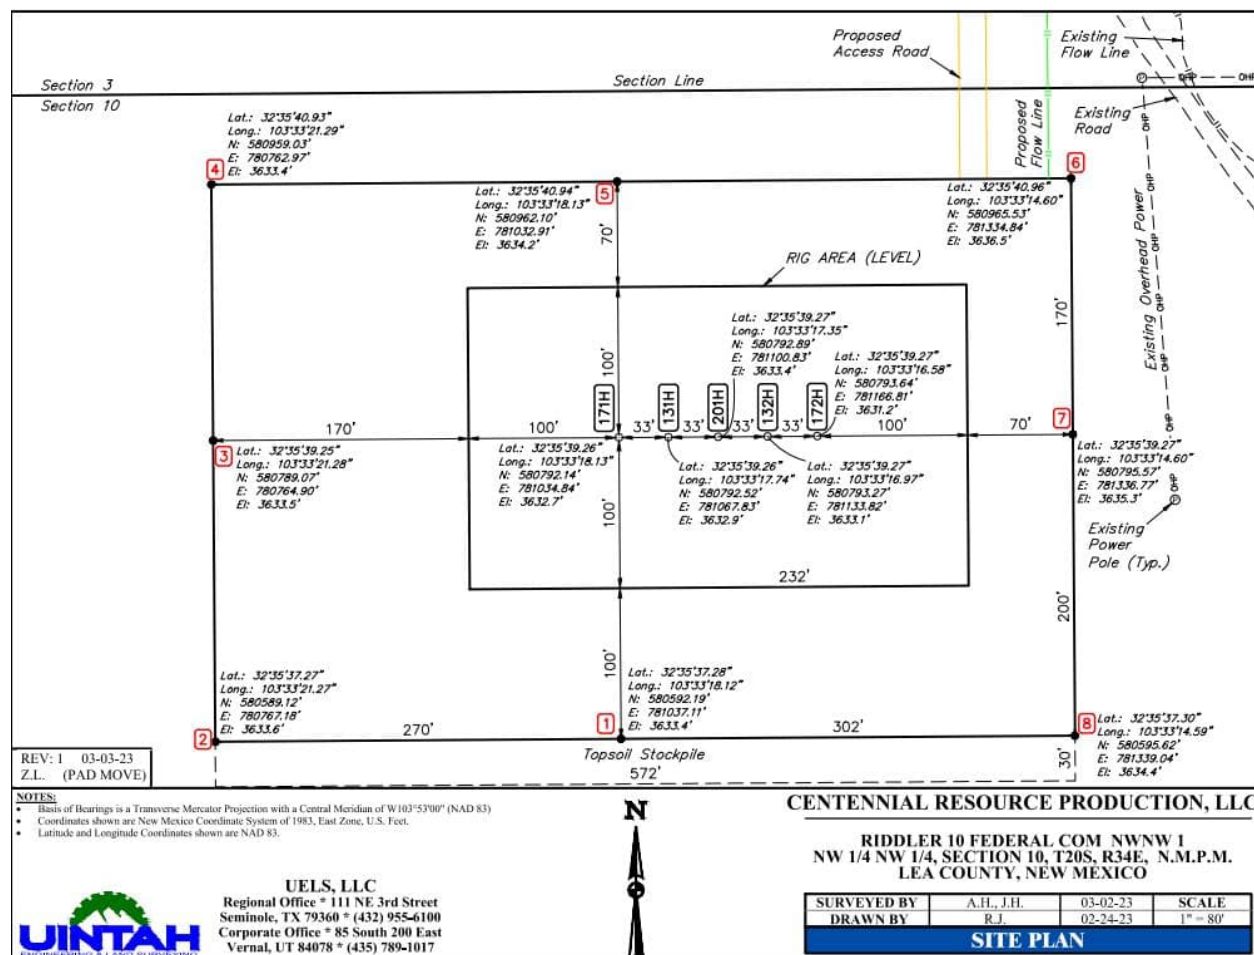 Proposed
Access Road
Existing
Flow Line
Section 3
Section Line
Section 10
OHP
OHP
Existing
Road
Proposed
Flow Line
OHP
OHP
OHP
OHP
OHP
OHP
Existing Overhead Power
Lat.: 32°35'40.93"
Long.: 103°33'21.29"
N: 580959.03'
E: 780762.97'
El: 3633.4'
4
Lat.: 32°35'40.94"
Long.: 103°33'18.13"
N: 580962.10'
E: 781032.91'
El: 3634.2'
5
Lat.: 32°35'40.96"
Long.: 103°33'14.60"
N: 580965.53'
E: 781334.84'
El: 3636.5'
6
70'
RIG AREA (LEVEL)
170'
Lat.: 32°35'39.27"
Long.: 103°33'17.35"
N: 580792.89'
E: 781100.83'
El: 3633.4'
Lat.: 32°35'39.27"
Long.: 103°33'16.58"
N: 580793.64'
E: 781166.81'
El: 3631.2'
100'
171H
131H
201H
132H
172H
170'
100'
33'
33'
33'
33'
100'
70'
7
3
Lat.: 32°35'39.25"
Long.: 103°33'21.28"
N: 580789.07'
E: 780764.90'
El: 3633.5'
Lat.: 32°35'39.26"
Long.: 103°33'18.13"
N: 580792.14'
E: 781034.84'
El: 3632.7'
Lat.: 32°35'39.26"
Long.: 103°33'17.74"
N: 580792.52'
E: 781067.83'
El: 3632.9'
Lat.: 32°35'39.27"
Long.: 103°33'16.97"
N: 580793.27'
E: 781133.82'
El: 3633.1'
Lat.: 32°35'39.27"
Long.: 103°33'14.60"
N: 580795.57'
E: 781336.77'
El: 3635.3'
P
P
Existing
Power
Pole (Typ.)
100'
232'
200'
100'
Lat.: 32°35'37.27"
Long.: 103°33'21.27"
N: 580589.12'
E: 780767.18'
El: 3633.6'
2
Lat.: 32°35'37.28"
Long.: 103°33'18.12"
N: 580592.19'
E: 781037.11'
El: 3633.4'
1
270'
302'
8
Lat.: 32°35'37.30"
Long.: 103°33'14.59"
N: 580595.62'
E: 781339.04'
El: 3634.4'
Topsoil Stockpile
572'
30'
REV: 1 03-03-23
Z.L. (PAD MOVE)
NOTES:
• Basis of Bearings is a Transverse Mercator Projection with a Central Meridian of W103°53'00" (NAD 83)
• Coordinates shown are New Mexico Coordinate System of 1983, East Zone, U.S. Feet.
• Latitude and Longitude Coordinates shown are NAD 83.
N
UELS, LLC
Regional Office * 111 NE 3rd Street
Seminole, TX 79360 * (432) 955-6100
Corporate Office * 85 South 200 East
Vernal, UT 84078 * (435) 789-1017
UINTAH
ENGINEERING & LAND SURVEYING
CENTENNIAL RESOURCE PRODUCTION, LLC
RIDDLER 10 FEDERAL COM NWNW 1
NW 1/4 NW 1/4, SECTION 10, T20S, R34E, N.M.P.M.
LEA COUNTY, NEW MEXICO
SURVEYED BY A.H., J.H. 03-02-23 SCALE
DRAWN BY R.J. 02-24-23 1" = 80'
SITE PLAN